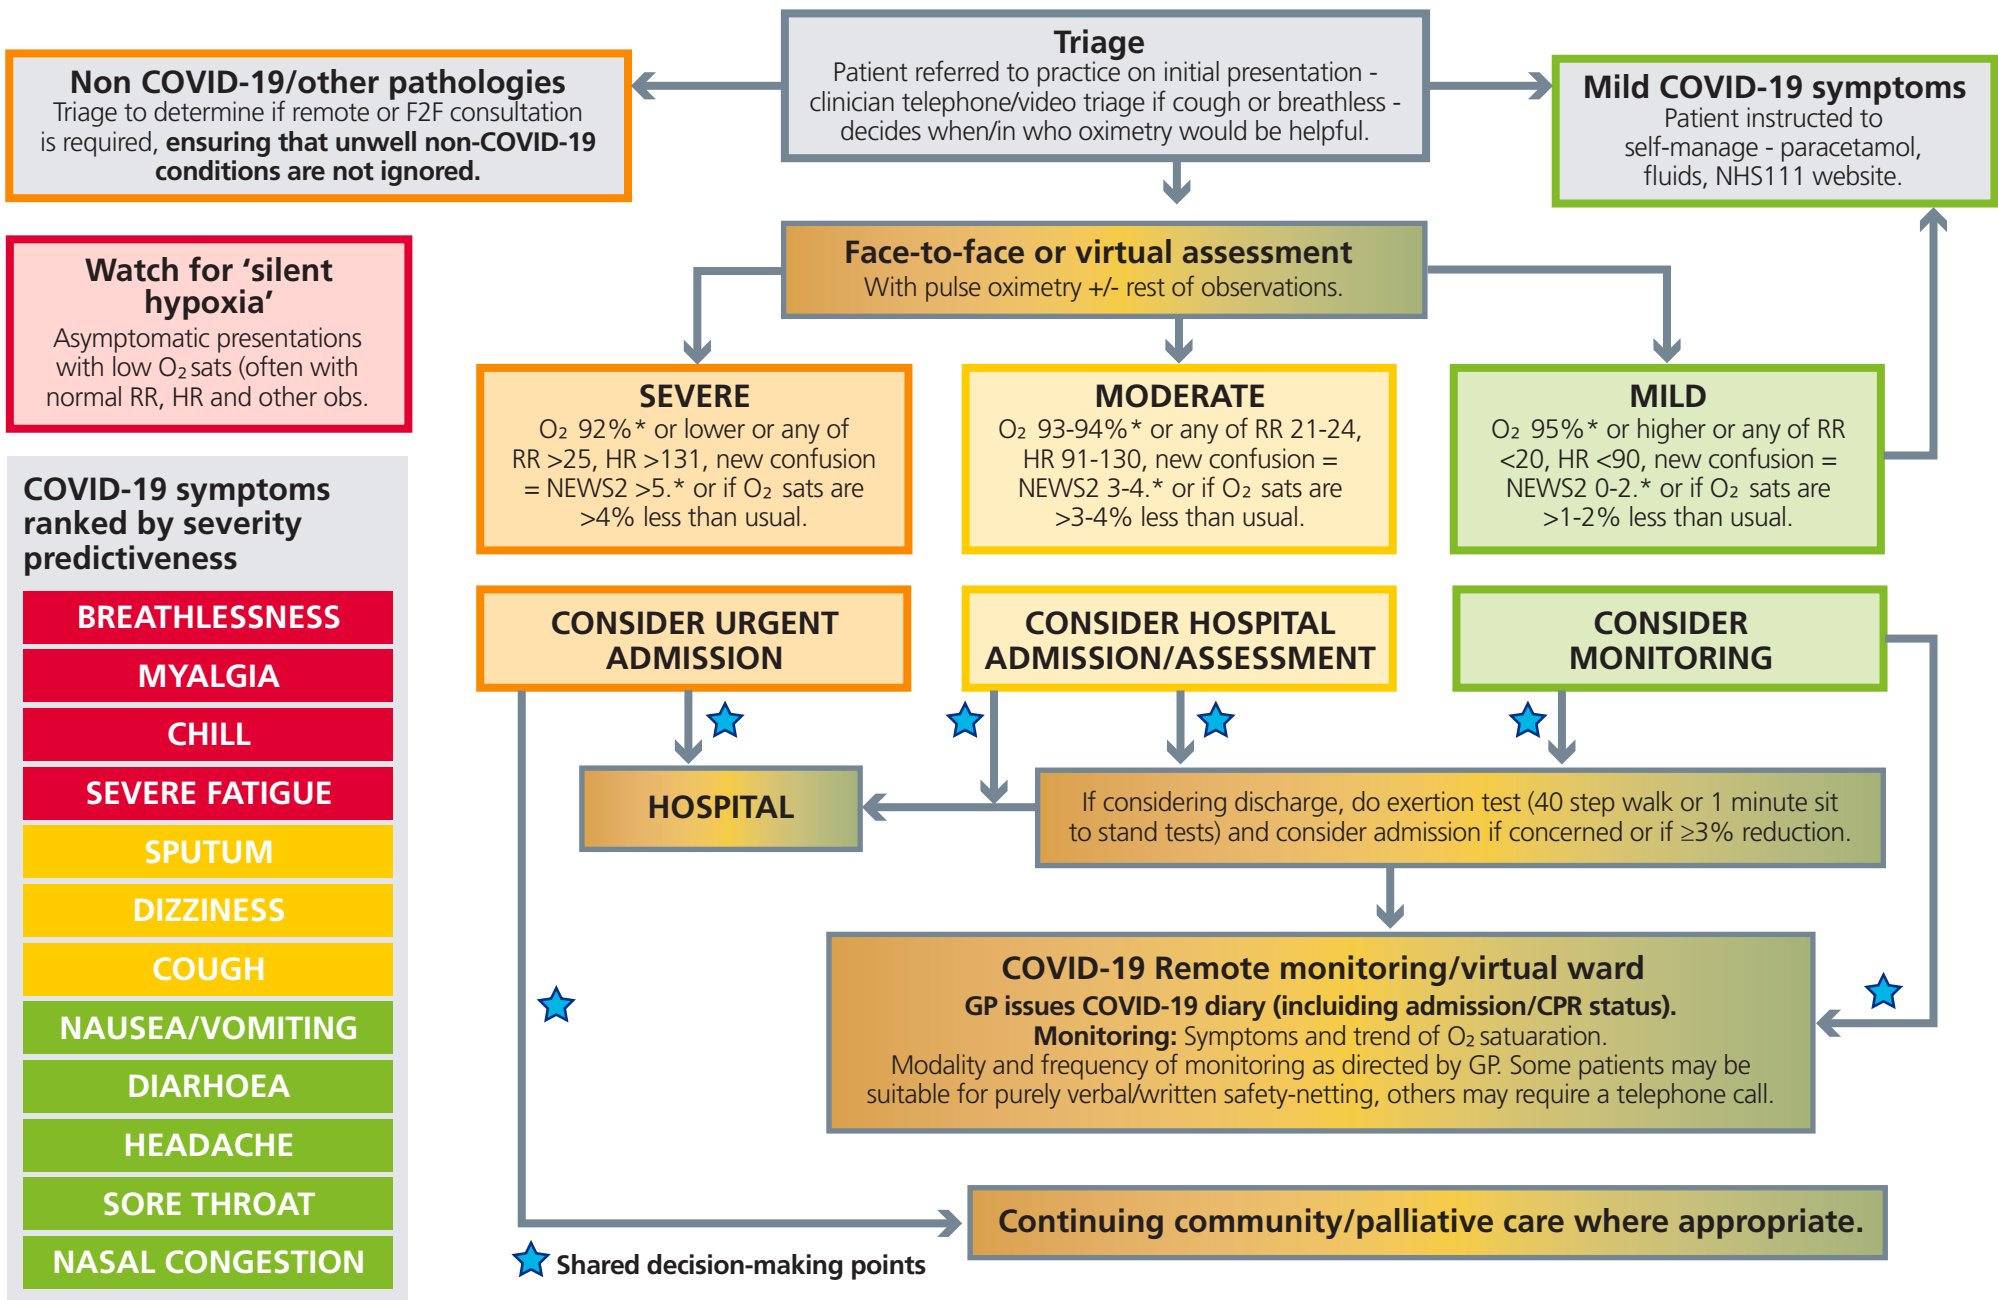 Triage
Patient referred to practice on initial presentation -
clinician telephone/video triage if cough or breathless -
decides when/in who oximetry would be helpful.
Non COVID-19/other pathologies
Triage to determine if remote or F2F consultation
is required, ensuring that unwell non-COVID-19
conditions are not ignored.
Mild COVID-19 symptoms
Patient instructed to
self-manage - paracetamol,
fluids, NHS111 website.
Watch for ‘silent
hypoxia’
Asymptomatic presentations
with low O₂ sats (often with
normal RR, HR and other obs.
Face-to-face or virtual assessment
With pulse oximetry +/- rest of observations.
SEVERE
O₂ 92%* or lower or any of
RR >25, HR >131, new confusion
= NEWS2 >5.* or if O₂ sats are
>4% less than usual.
MODERATE
O₂ 93-94%* or any of RR 21-24,
HR 91-130, new confusion =
NEWS2 3-4.* or if O₂ sats are
>3-4% less than usual.
MILD
O₂ 95%* or higher or any of RR
<20, HR <90, new confusion =
NEWS2 0-2.* or if O₂ sats are
>1-2% less than usual.
COVID-19 symptoms
ranked by severity
predictiveness
BREATHLESSNESS
MYALGIA
CHILL
SEVERE FATIGUE
SPUTUM
DIZZINESS
COUGH
NAUSEA/VOMITING
DIARHOEA
HEADACHE
SORE THROAT
NASAL CONGESTION
CONSIDER URGENT
ADMISSION
CONSIDER HOSPITAL
ADMISSION/ASSESSMENT
CONSIDER
MONITORING
HOSPITAL
If considering discharge, do exertion test (40 step walk or 1 minute sit
to stand tests) and consider admission if concerned or if ≥3% reduction.
COVID-19 Remote monitoring/virtual ward
GP issues COVID-19 diary (incluiding admission/CPR status).
Monitoring: Symptoms and trend of O₂ satuaration.
Modality and frequency of monitoring as directed by GP. Some patients may be
suitable for purely verbal/written safety-netting, others may require a telephone call.
Continuing community/palliative care where appropriate.
Shared decision-making points